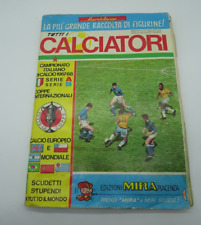 LA PIÙ GRANDE RACCOLTA DI FIGURINE!
TUTTI I
CALCIATORI
CAMPIONATO
ITALIANO
DI CALCIO 1967-68
SERIE A
SERIE B
COPPE
INTERNAZIONALI
CALCIO EUROPEO
E
MONDIALE
SCUDETTI
STUPENDI
DI TUTTO IL MONDO
EDIZIONI MIRA PIACENZA